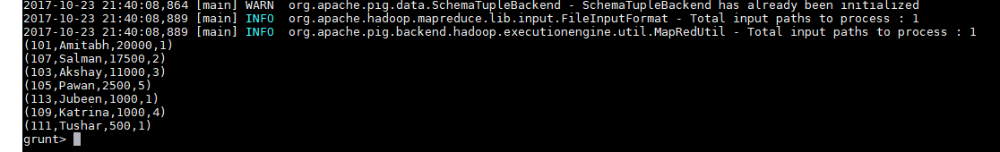 2017-10-23 21:40:08,864 [main] WARN  org.apache.pig.data.SchemaTupleBackend - SchemaTupleBackend has already been initialized
2017-10-23 21:40:08,889 [main] INFO  org.apache.hadoop.mapreduce.lib.input.FileInputFormat - Total input paths to process : 1
2017-10-23 21:40:08,889 [main] INFO  org.apache.pig.backend.hadoop.executionengine.util.MapRedUtil - Total input paths to process : 1
(101,Amitabh,20000,1)
(107,Salman,17500,2)
(103,Akshay,11000,3)
(105,Pawan,2500,5)
(113,Jubeen,1000,1)
(109,Katrina,1000,4)
(111,Tushar,500,1)
grunt>